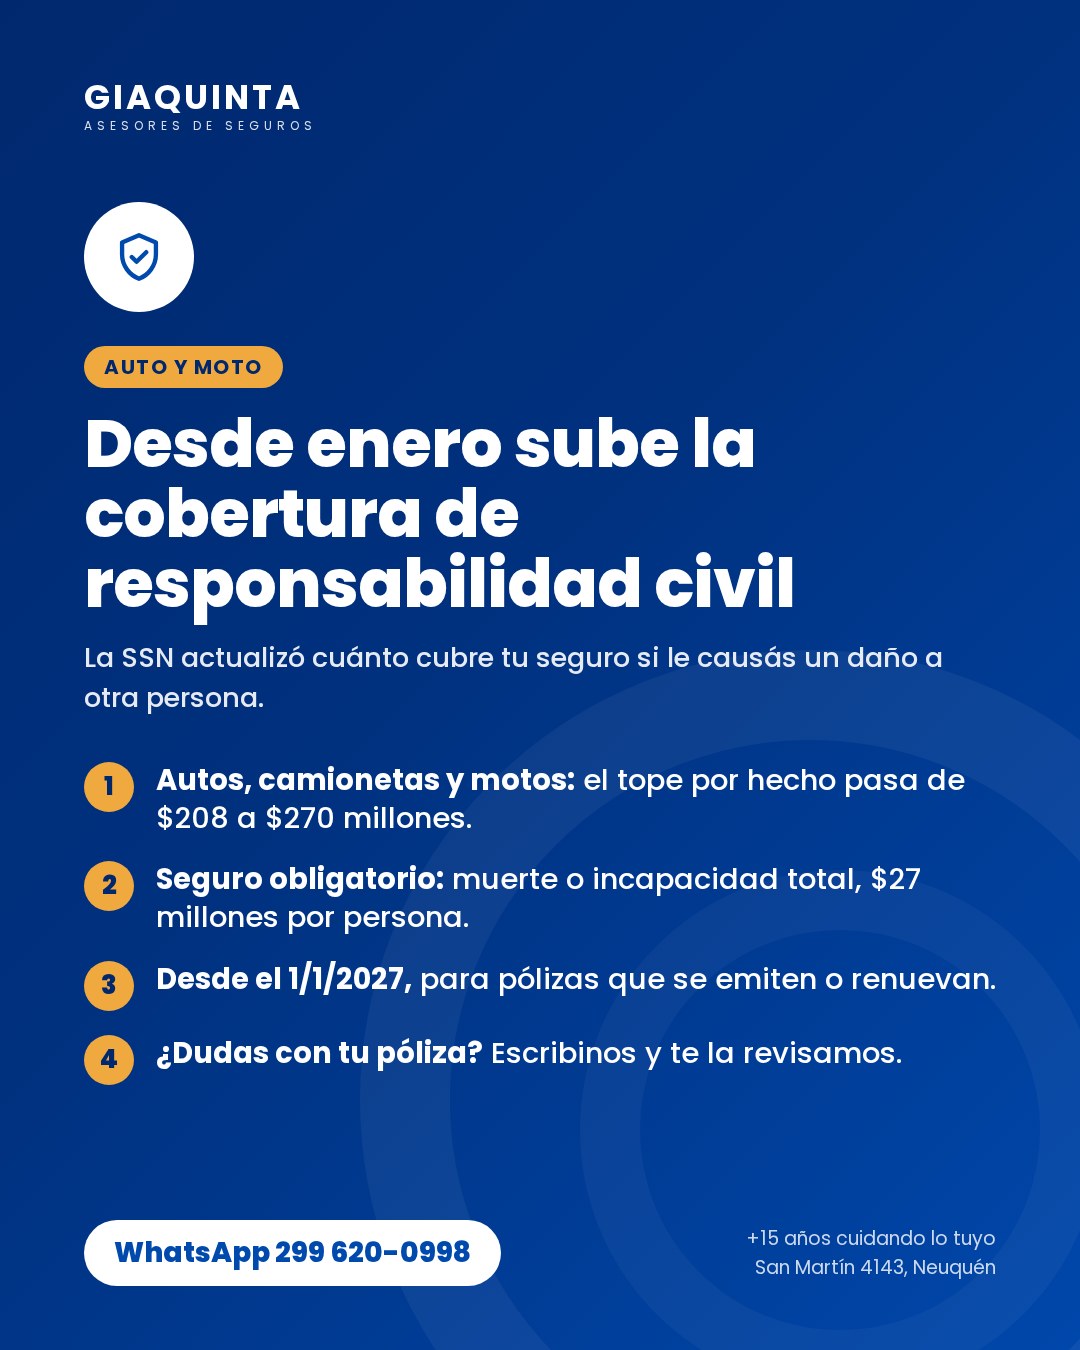 GIAQUINTA
ASESORES DE SEGUROS
AUTO Y MOTO
Desde enero sube la
cobertura de
responsabilidad civil
La SSN actualizó cuánto cubre tu seguro si le causás un daño a
otra persona.
1 Autos, camionetas y motos: el tope por hecho pasa de
$208 a $270 millones.
2 Seguro obligatorio: muerte o incapacidad total, $27
millones por persona.
3 Desde el 1/1/2027, para pólizas que se emiten o renuevan.
4 ¿Dudas con tu póliza? Escribinos y te la revisamos.
WhatsApp 299 620-0998
+15 años cuidando lo tuyo
San Martín 4143, Neuquén